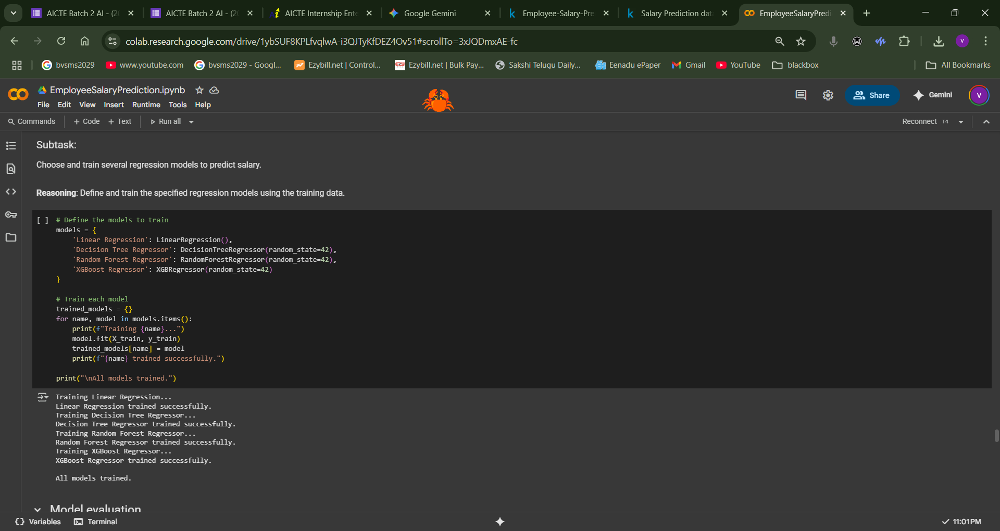 AICTE Batch 2 AI - (20
AICTE Batch 2 AI - (20
AICTE Internship Ente
Google Gemini
Employee-Salary-Pre
Salary Prediction dat
EmployeeSalaryPredi
colab.research.google.com/drive/1ybSUF8KPLfvqlwA-i3QJTyKfDEZ4Ov51#scrollTo=3xJQDmxAE-fc
V
bvsms2029
www.youtube.com
bvsms2029 - Googl...
Ezybill.net | Control...
Ezybill.net | Bulk Pay...
Sakshi Telugu Daily...
Eenadu ePaper
Gmail
YouTube
blackbox
All Bookmarks
EmployeeSalaryPrediction.ipynb
File Edit View Insert Runtime Tools Help
Share
Gemini
V
Commands + Code + Text Run all
Reconnect T4
Subtask:
Choose and train several regression models to predict salary.
Reasoning: Define and train the specified regression models using the training data.
[ ] # Define the models to train
models = {
'Linear Regression': LinearRegression(),
'Decision Tree Regressor': DecisionTreeRegressor(random_state=42),
'Random Forest Regressor': RandomForestRegressor(random_state=42),
'XGBoost Regressor': XGBRegressor(random_state=42)
}
# Train each model
trained_models = {}
for name, model in models.items():
print(f"Training {name}...")
model.fit(X_train, y_train)
trained_models[name] = model
print(f"{name} trained successfully.")
print("\nAll models trained.")
Training Linear Regression...
Linear Regression trained successfully.
Training Decision Tree Regressor...
Decision Tree Regressor trained successfully.
Training Random Forest Regressor...
Random Forest Regressor trained successfully.
Training XGBoost Regressor...
XGBoost Regressor trained successfully.
All models trained.
Model evaluation
Variables Terminal
11:01 PM